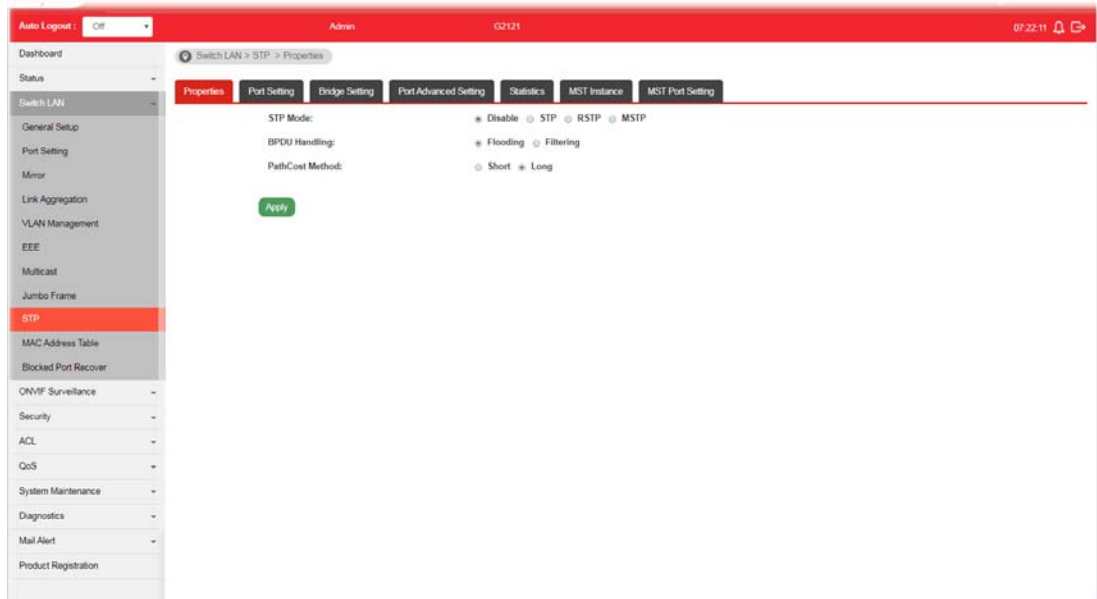 Auto Logout : Off Admin G2121 07:22:11
Dashboard
Status
Switch LAN
General Setup
Port Setting
Mirror
Link Aggregation
VLAN Management
EEE
Multicast
Jumbo Frame
STP
MAC Address Table
Blocked Port Recover
ONVIF Surveillance
Security
ACL
QoS
System Maintenance
Diagnostics
Mail Alert
Product Registration
Switch LAN > STP > Properties
Properties Port Setting Bridge Setting Port Advanced Setting Statistics MST Instance MST Port Setting
STP Mode: Disable STP RSTP MSTP
BPDU Handling: Flooding Filtering
PathCost Method: Short Long
Apply